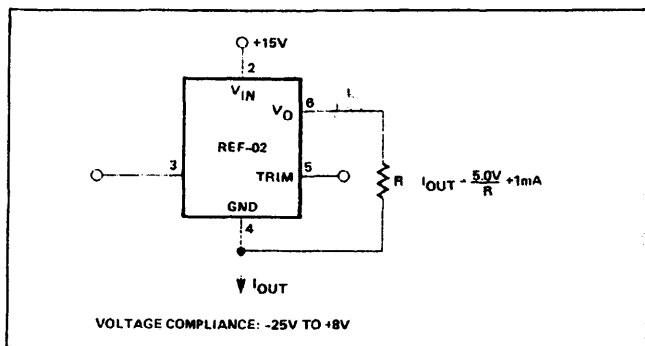 +15V
2
VIN
6
VO
REF-02
3
5
TRIM
R
IOUT = 5.0V/R +1mA
GND
4
IOUT
VOLTAGE COMPLIANCE: -25V TO +8V